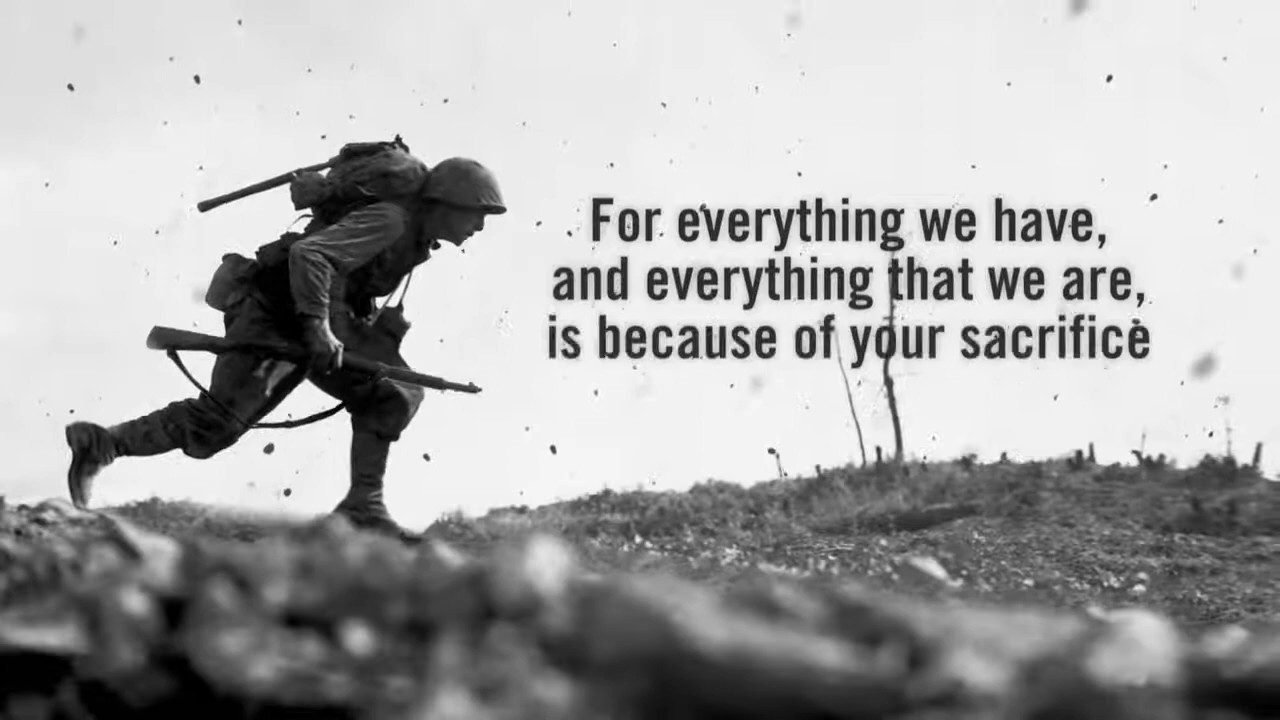 For everything we have,
and everything that we are,
is because of your sacrifice